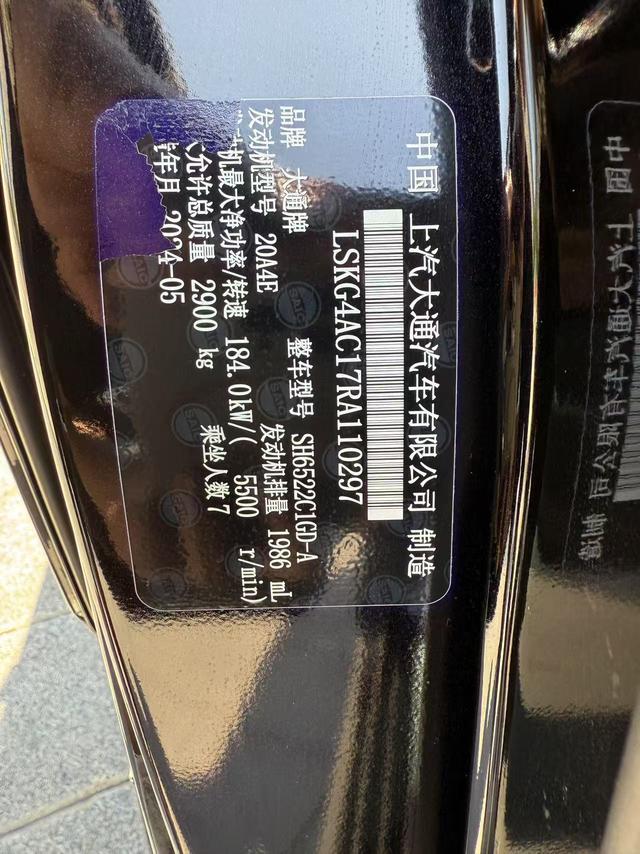 中国 上汽大通汽车有限公司 制造
LSKG4AC17RA110297
品牌 大通牌 整车型号 SH6522C1GD-A
发动机型号 20A4E 发动机排量 1986 mL
机最大净功率/转速 184.0kW/( 5500 r/min)
允许总质量 2900 kg 乘坐人数 7
年月 2024-05